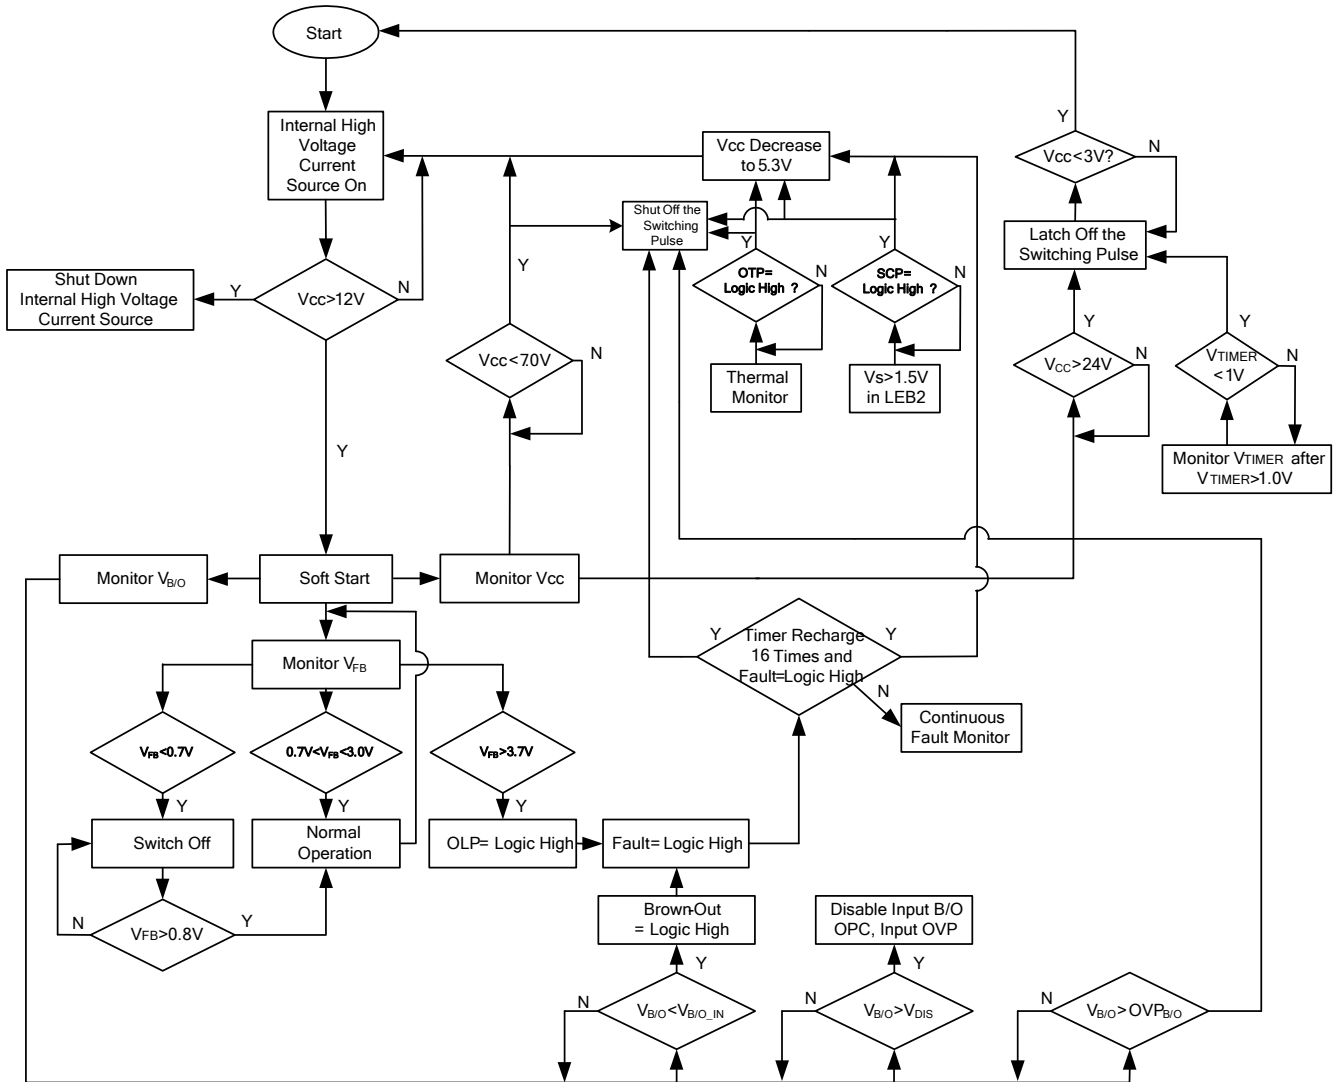 Start
Internal High
Voltage
Current
Source On
Vcc Decrease
to 5.3V
Y
Vcc<3V?
N
Shut Off the
Switching
Pulse
Latch Off the
Switching Pulse
Shut Down
Internal High Voltage
Current Source
Y
Vcc>12V
N
Y
Y
OTP=
Logic High ?
N
Y
SCP=
Logic High ?
N
Vcc<7.0V
N
Thermal
Monitor
Vs>1.5V
in LEB2
Y
VCC>24V
N
Y
VTIMER
<1V
N
Monitor VTIMER after
VTIMER>1.0V
Y
Monitor VB/O
Soft Start
Monitor Vcc
Monitor VFB
Y
Timer Recharge
16 Times and
Fault=Logic High
Y
N
Continuous
Fault Monitor
VFB<0.7V
0.7V<VFB<3.0V
VFB>3.7V
Y
Y
Y
Switch Off
Normal
Operation
OLP= Logic High
Fault= Logic High
N
VFB>0.8V
Y
Brown-Out
= Logic High
Disable Input B/O
OPC, Input OVP
N
VB/O<VB/O_IN
Y
N
VB/O>VDIS
Y
N
VB/O>OVPB/O
Y